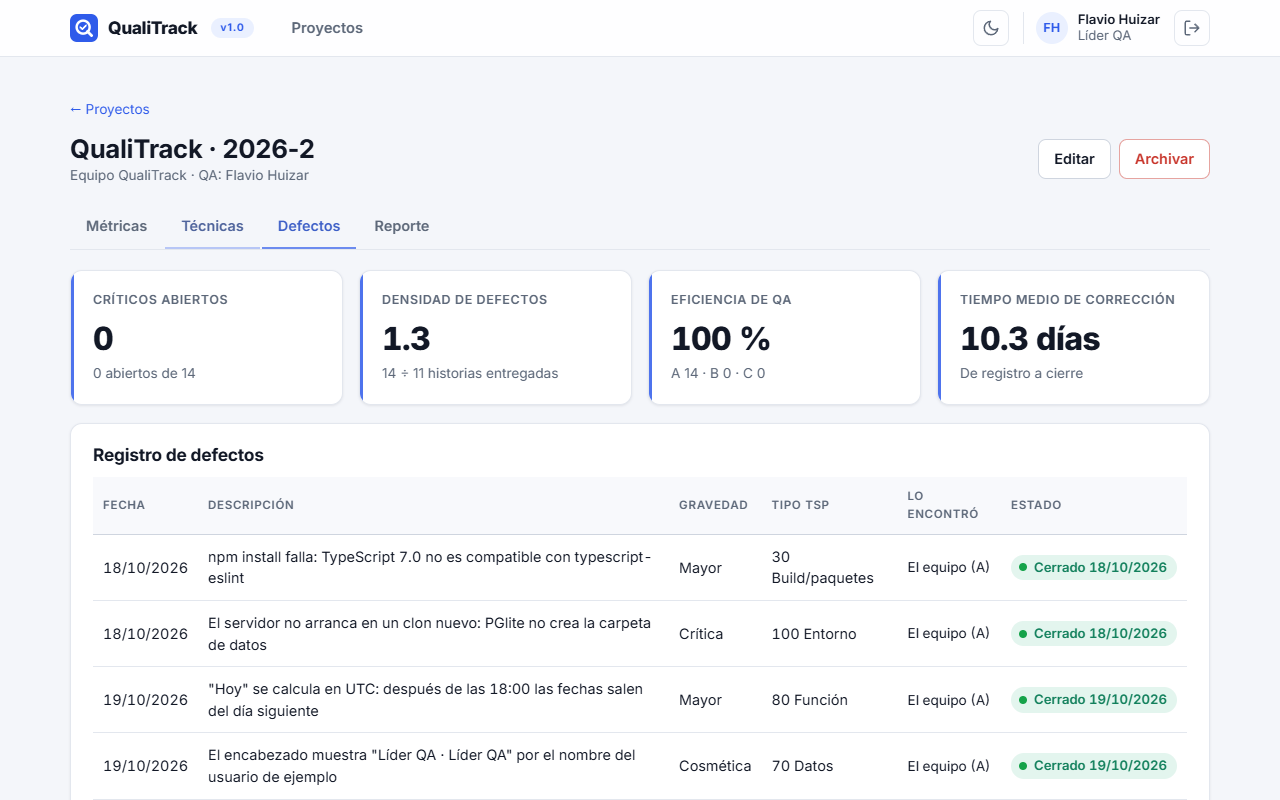 QualiTrack v1.0 Proyectos FH Flavio Huizar
Líder QA
← Proyectos
QualiTrack · 2026-2
Equipo QualiTrack · QA: Flavio Huizar
Editar Archivar
Métricas Técnicas Defectos Reporte
CRÍTICOS ABIERTOS
0
0 abiertos de 14
DENSIDAD DE DEFECTOS
1.3
14 ÷ 11 historias entregadas
EFICIENCIA DE QA
100 %
A 14 · B 0 · C 0
TIEMPO MEDIO DE CORRECCIÓN
10.3 días
De registro a cierre
Registro de defectos
FECHA DESCRIPCIÓN GRAVEDAD TIPO TSP LO ENCONTRÓ ESTADO
18/10/2026 npm install falla: TypeScript 7.0 no es compatible con typescript-
eslint Mayor 30
Build/paquetes El equipo (A) Cerrado 18/10/2026
18/10/2026 El servidor no arranca en un clon nuevo: PGlite no crea la carpeta
de datos Crítica 100 Entorno El equipo (A) Cerrado 18/10/2026
19/10/2026 "Hoy" se calcula en UTC: después de las 18:00 las fechas salen
del día siguiente Mayor 80 Función El equipo (A) Cerrado 19/10/2026
19/10/2026 El encabezado muestra "Líder QA · Líder QA" por el nombre del
usuario de ejemplo Cosmética 70 Datos El equipo (A) Cerrado 19/10/2026